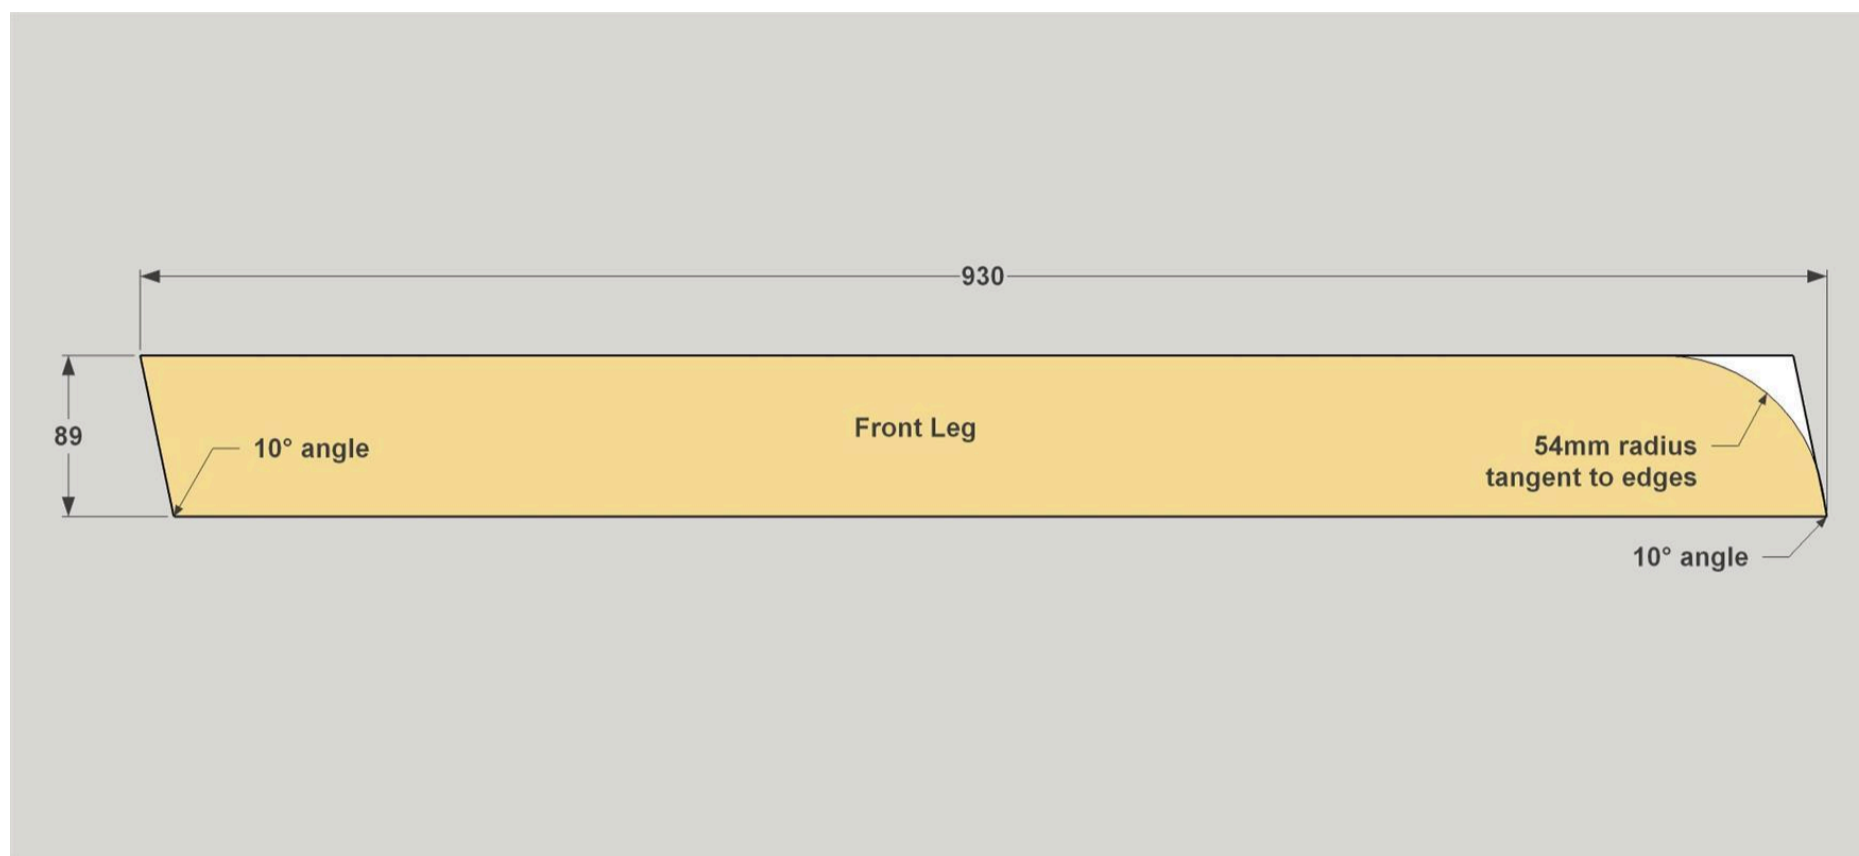 930
89
10° angle
Front Leg
54mm radius
tangent to edges
10° angle